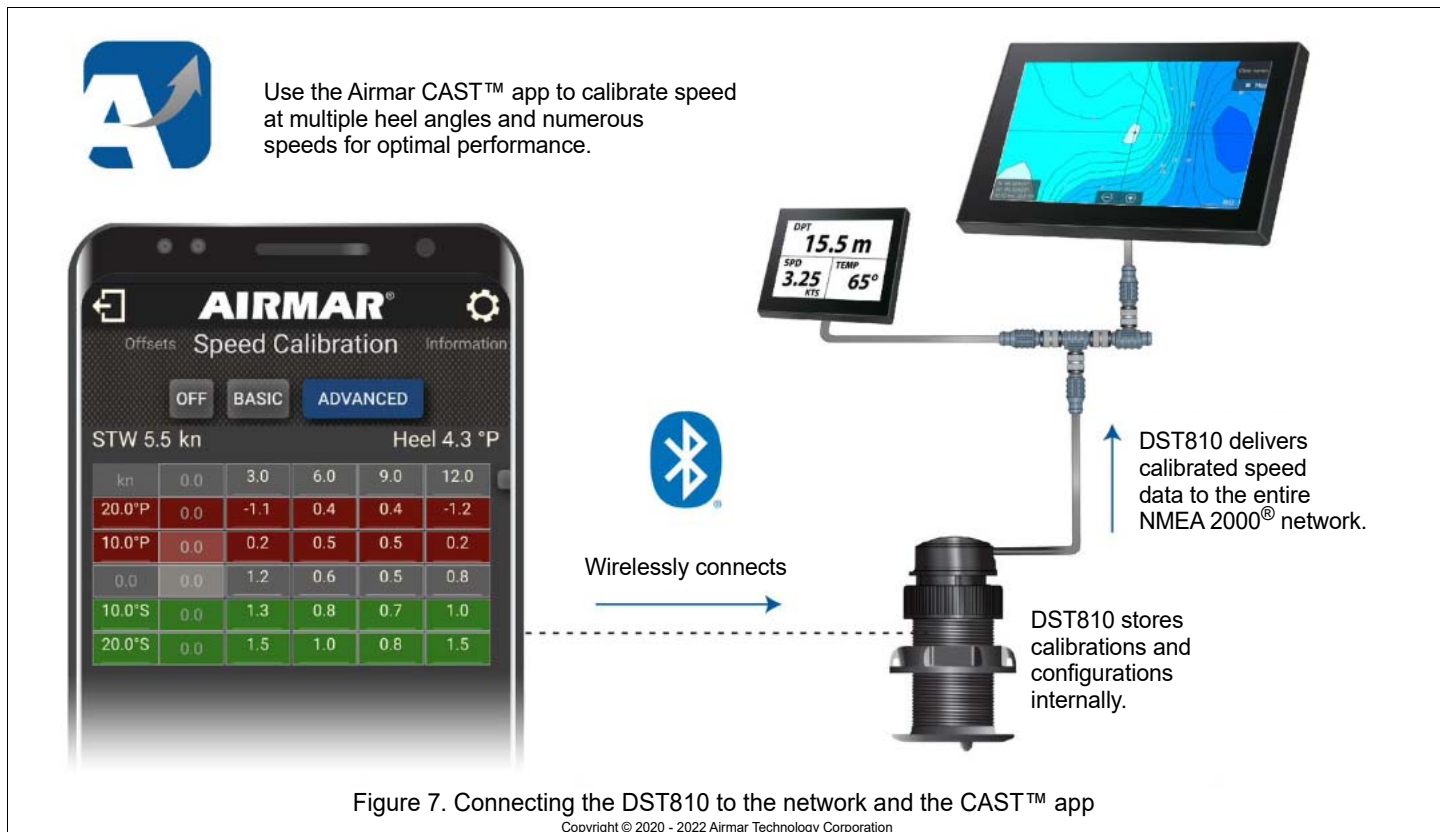 Use the Airmar CAST™ app to calibrate speed
at multiple heel angles and numerous
speeds for optimal performance.
AIRMAR®
Offsets Speed Calibration Information
OFF BASIC ADVANCED
STW 5.5 kn Heel 4.3 °P
kn 0.0 3.0 6.0 9.0 12.0
20.0°P 0.0 -1.1 0.4 0.4 -1.2
10.0°P 0.0 0.2 0.5 0.5 0.2
0.0 0.0 1.2 0.6 0.5 0.8
10.0°S 0.0 1.3 0.8 0.7 1.0
20.0°S 0.0 1.5 1.0 0.8 1.5
Wirelessly connects
DPT
15.5 m
SPD TEMP
3.25 65°
KTS
DST810 delivers
calibrated speed
data to the entire
NMEA 2000® network.
DST810 stores
calibrations and
configurations
internally.
Figure 7. Connecting the DST810 to the network and the CAST™ app
Copyright © 2020 - 2022 Airmar Technology Corporation